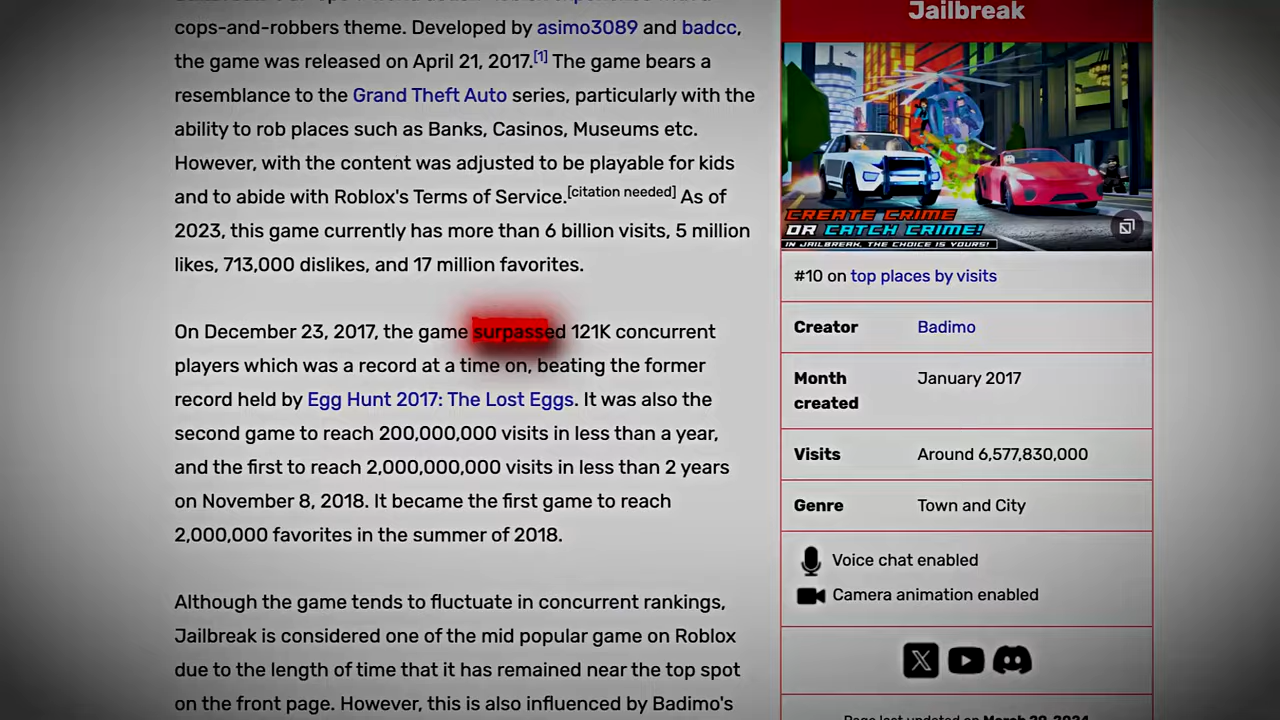 cops-and-robbers theme. Developed by asimo3089 and badcc,
the game was released on April 21, 2017.[1] The game bears a
resemblance to the Grand Theft Auto series, particularly with the
ability to rob places such as Banks, Casinos, Museums etc.
However, with the content was adjusted to be playable for kids
and to abide with Roblox's Terms of Service.[citation needed] As of
2023, this game currently has more than 6 billion visits, 5 million
likes, 713,000 dislikes, and 17 million favorites.
On December 23, 2017, the game surpassed 121K concurrent
players which was a record at a time on, beating the former
record held by Egg Hunt 2017: The Lost Eggs. It was also the
second game to reach 200,000,000 visits in less than a year,
and the first to reach 2,000,000,000 visits in less than 2 years
on November 8, 2018. It became the first game to reach
2,000,000 favorites in the summer of 2018.
Although the game tends to fluctuate in concurrent rankings,
Jailbreak is considered one of the mid popular game on Roblox
due to the length of time that it has remained near the top spot
on the front page. However, this is also influenced by Badimo's
Jailbreak
CREATE CRIME
OR CATCH CRIME!
IN JAILBREAK, THE CHOICE IS YOURS!
#10 on top places by visits
Creator Badimo
Month created January 2017
Visits Around 6,577,830,000
Genre Town and City
Voice chat enabled
Camera animation enabled
Page last updated on March 29, 2024